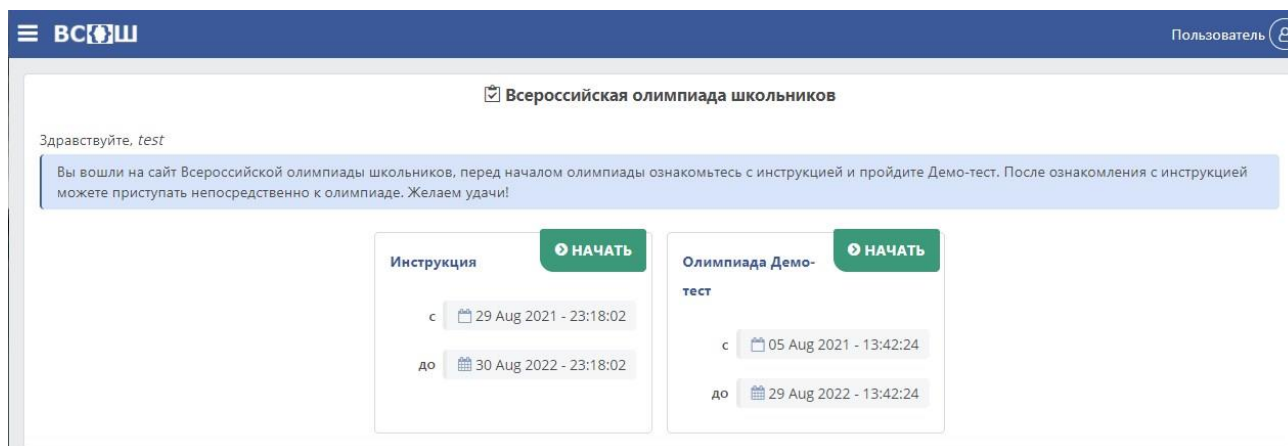 ВСОШ
Пользователь
Всероссийская олимпиада школьников
Здравствуйте, test
Вы вошли на сайт Всероссийской олимпиады школьников, перед началом олимпиады ознакомьтесь с инструкцией и пройдите Демо-тест. После ознакомления с инструкцией
можете приступать непосредственно к олимпиаде. Желаем удачи!
Инструкция
НАЧАТЬ
с 29 Aug 2021 - 23:18:02
до 30 Aug 2022 - 23:18:02
Олимпиада Демо-
тест
НАЧАТЬ
с 05 Aug 2021 - 13:42:24
до 29 Aug 2022 - 13:42:24